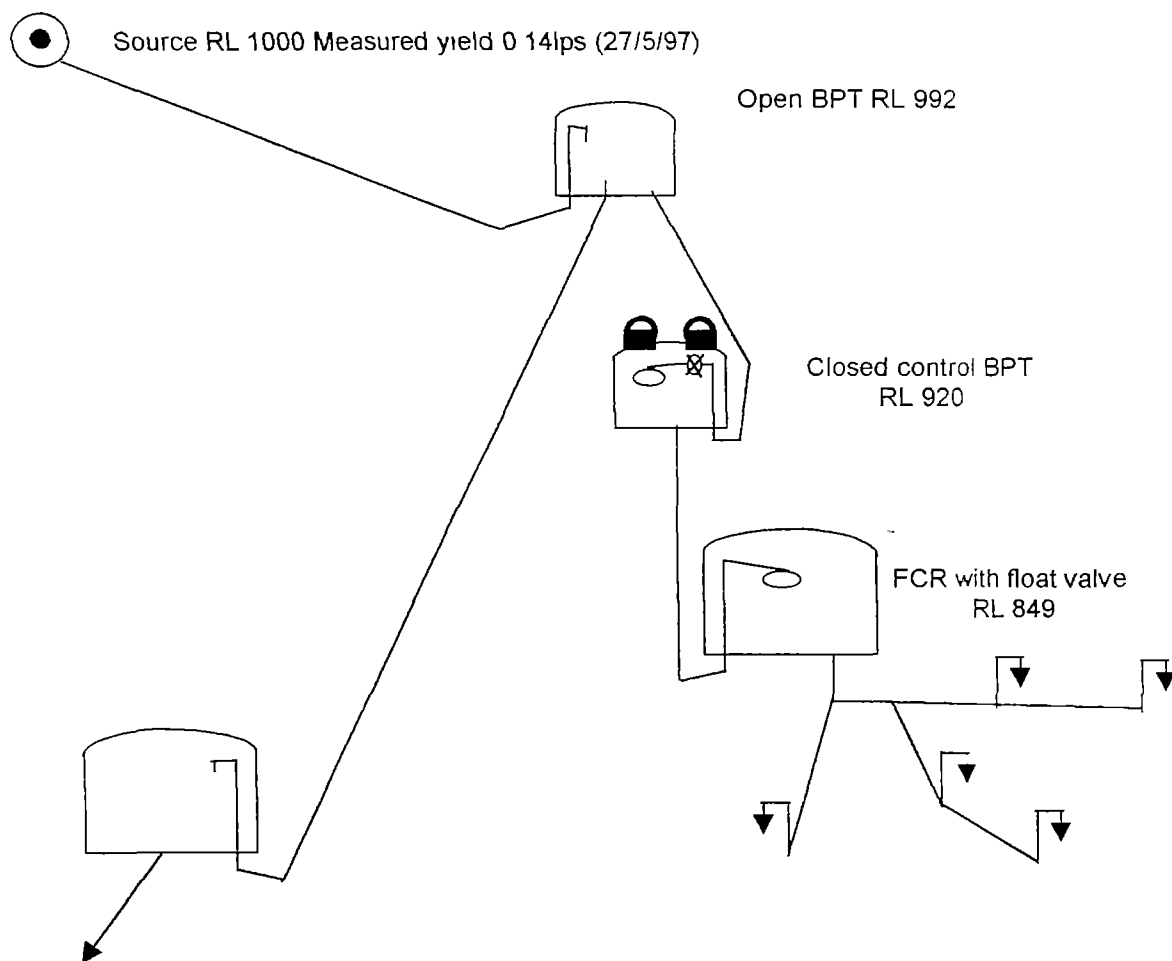 Source RL 1000 Measured yield 0 14lps (27/5/97)
Open BPT RL 992
Closed control BPT
RL 920
FCR with float valve
RL 849